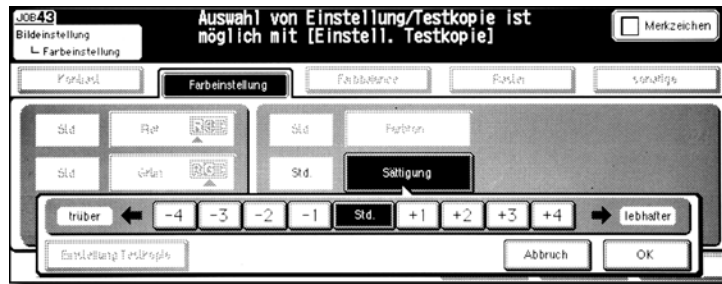 JOB43
Auswahl von Einstellung/Testkopie ist
möglich mit [Einstell. Testkopie]
Merkzeichen
Bildeinstellung
Farbeinstellung
Kontrast
Farbeinstellung
Farbbalance
Raster
sonstige
Std
Rot
RGB
Std
Farbton
Std
Grün
RGB
Std.
Sättigung
trüber
-4
-3
-2
-1
Std.
+1
+2
+3
+4
lebhafter
Einstellung Testkopie
Abbruch
OK